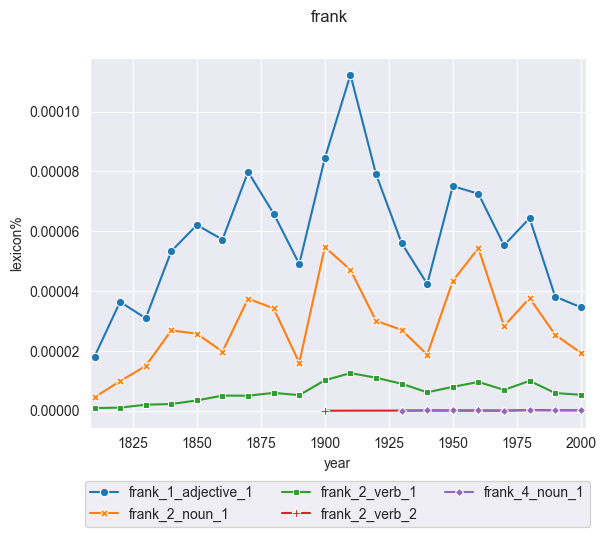 frank
0.00010
0.00008
0.00006
0.00004
0.00002
0.00000
lexicon%
1825 1850 1875 1900 1925 1950 1975 2000
year
frank_1_adjective_1 frank_2_verb_1 frank_4_noun_1
frank_2_noun_1 frank_2_verb_2